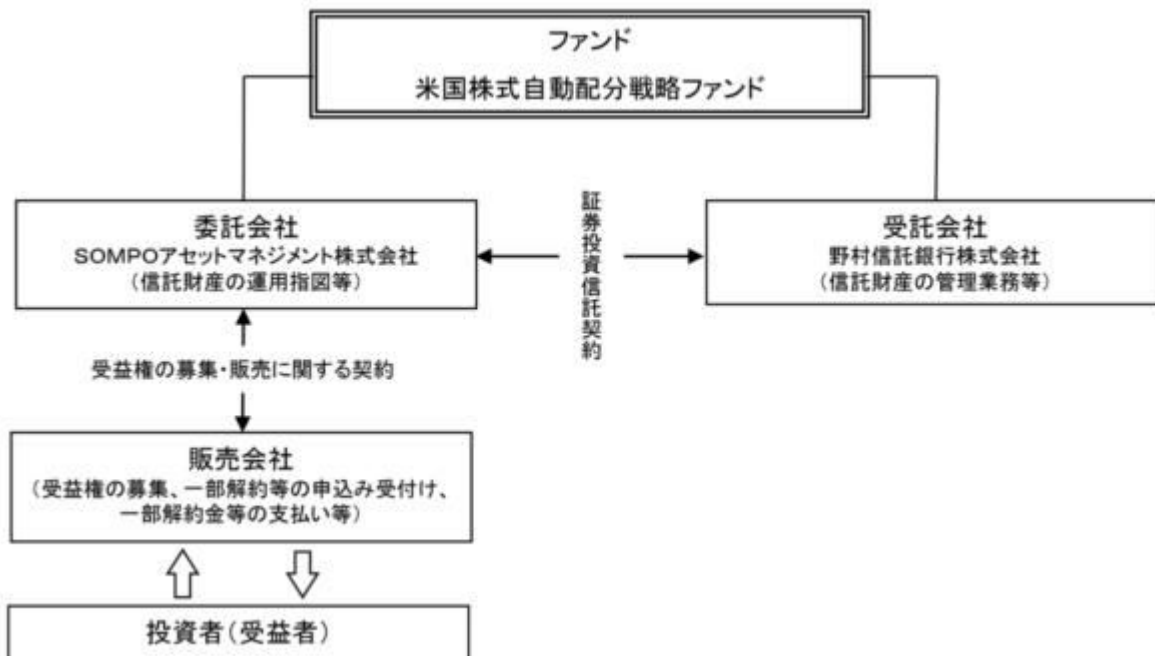 ファンド
米国株式自動配分戦略ファンド
委託会社
SOMPOアセットマネジメント株式会社
（信託財産の運用指図等）
証券投資信託契約
受託会社
野村信託銀行株式会社
（信託財産の管理業務等）
受益権の募集・販売に関する契約
販売会社
（受益権の募集、一部解約等の申込み受付け、
一部解約金等の支払い等）
投資者（受益者）